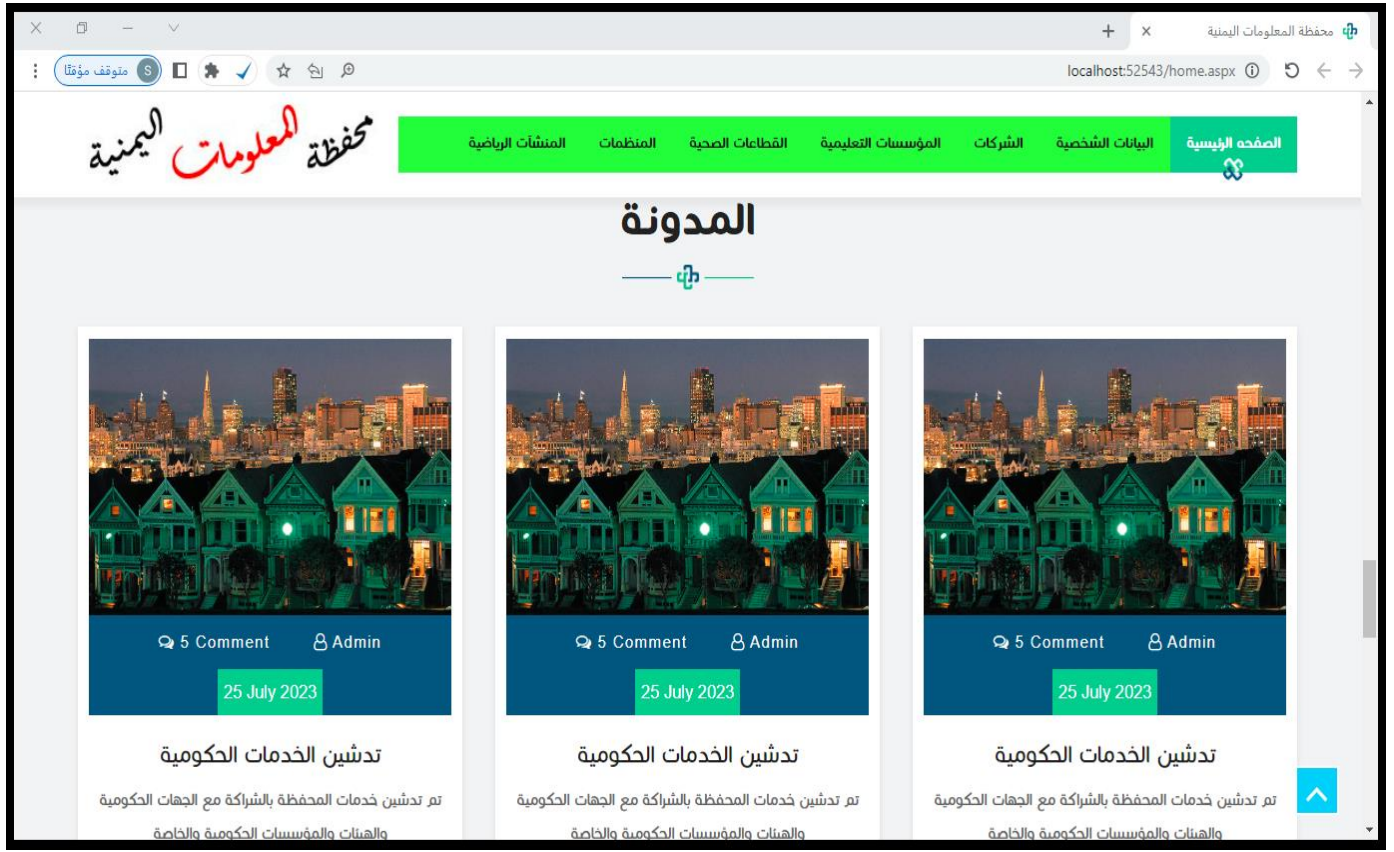 محفظة المعلومات اليمنية
localhost:52543/home.aspx
متوقف مؤقتًا
S
الصفحه الرئيسية
البيانات الشخصية
الشركات
المؤسسات التعليمية
القطاعات الصحية
المنظمات
المنشآت الرياضية
محفظة المعلومات اليمنية
المدونة
5 Comment Admin
25 July 2023
تدشين الخدمات الحكومية
تم تدشين خدمات المحفظة بالشراكة مع الجهات الحكومية
والهيئات والمؤسسات الحكومية والخاصة
5 Comment Admin
25 July 2023
تدشين الخدمات الحكومية
تم تدشين خدمات المحفظة بالشراكة مع الجهات الحكومية
والهيئات والمؤسسات الحكومية والخاصة
5 Comment Admin
25 July 2023
تدشين الخدمات الحكومية
تم تدشين خدمات المحفظة بالشراكة مع الجهات الحكومية
والهيئات والمؤسسات الحكومية والخاصة